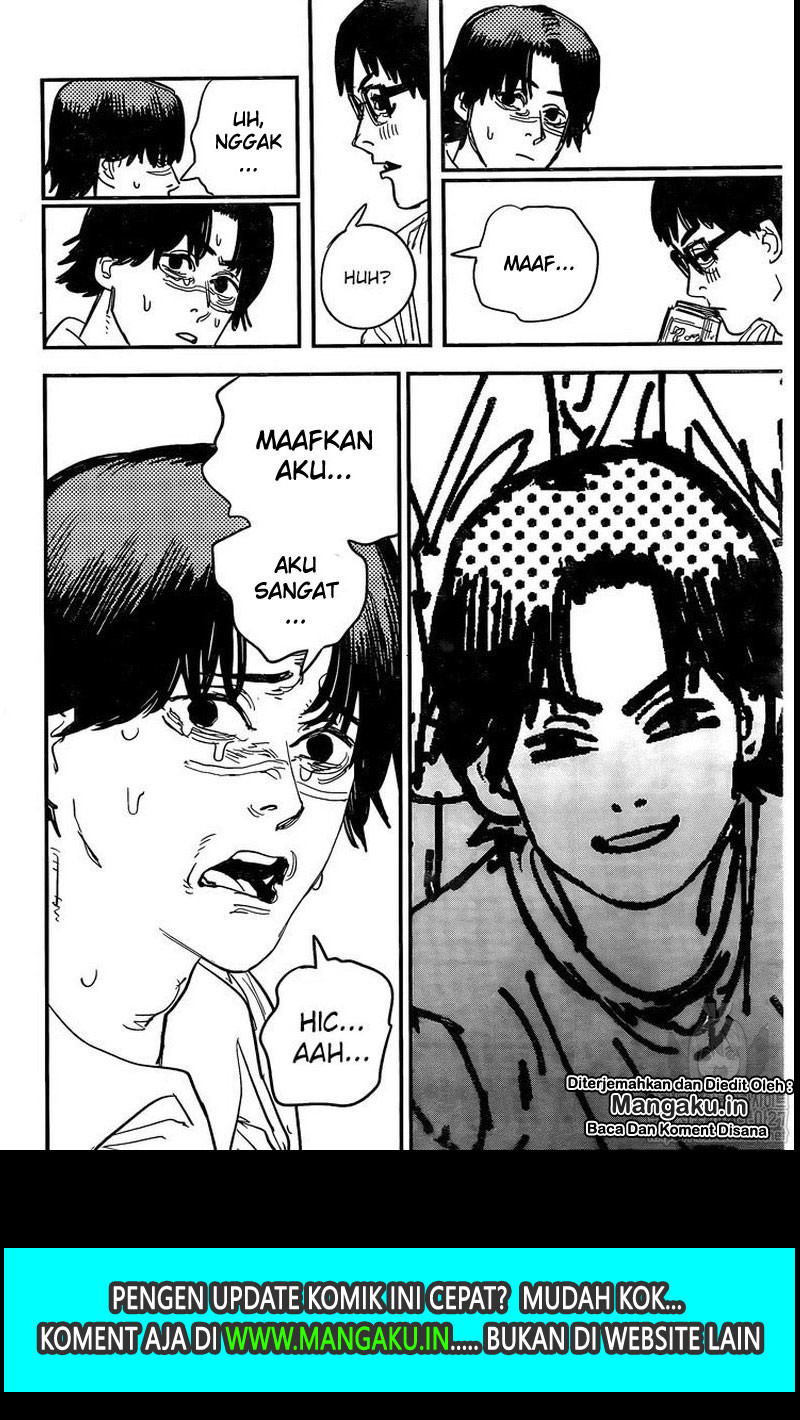 UH,
NGGAK
...
HUH?
MAAF...
MAAFKAN
AKU...
AKU
SANGAT
...
HIC...
AAH...
Diterjemahkan dan Diedit Oleh :
Mangaku.in
Baca Dan Koment Disana
PENGEN UPDATE KOMIK INI CEPAT? MUDAH KOK...
KOMENT AJA DI WWW.MANGAKU.IN..... BUKAN DI WEBSITE LAIN